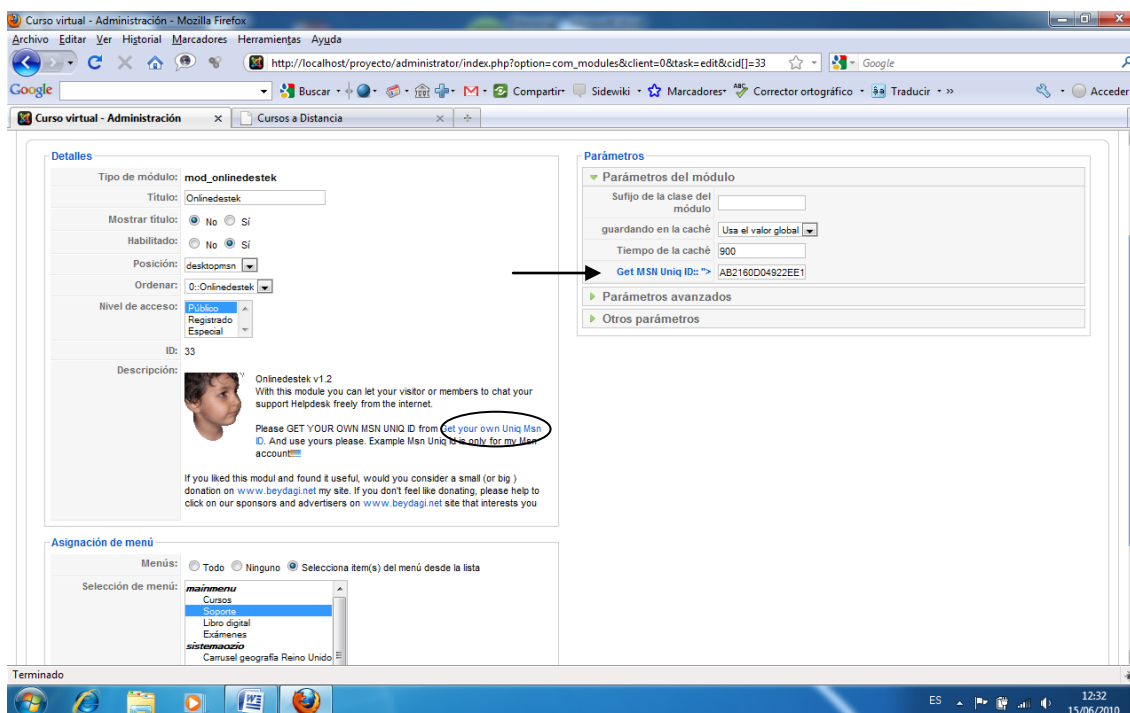 Curso virtual - Administración - Mozilla Firefox
Archivo Editar Ver Historial Marcadores Herramientas Ayuda
http://localhost/proyecto/administrator/index.php?option=com_modules&client=0&task=edit&cid[]=33 Google
Google Buscar Compartir Sidewiki Marcadores Corrector ortográfico Traducir » Acceder
Curso virtual - Administración Cursos a Distancia
Detalles
Tipo de módulo: mod_onlinedestek
Titulo: Onlinedestek
Mostrar título: No Sí
Habilitado: No Sí
Posición: desktopmsn
Ordenar: 0::Onlinedestek
Nivel de acceso: Público
Registrado
Especial
ID: 33
Descripción:
Onlinedestek v1.2
With this module you can let your visitor or members to chat your
support Helpdesk freely from the internet.
Please GET YOUR OWN MSN UNIQ ID from Get your own Uniq Msn
ID. And use yours please. Example Msn Uniq Id is only for my Msn
account
If you liked this modul and found it useful, would you consider a small (or big )
donation on www.beydagi.net my site. If you don't feel like donating, please help to
click on our sponsors and advertisers on www.beydagi.net site that interests you
Parámetros
Parámetros del módulo
Sufijo de la clase del
módulo
guardando en la caché Usa el valor global
Tiempo de la caché 900
Get MSN Uniq ID:: "> AB2160D04922EE1
Parámetros avanzados
Otros parámetros
Asignación de menú
Menús: Todo Ninguno Selecciona item(s) del menú desde la lista
Selección de menú: mainmenu
Cursos
Soporte
Libro digital
Exámenes
sistemaozio
Carrusel geografía Reino Unido
Terminado
ES 12:32
15/06/2010